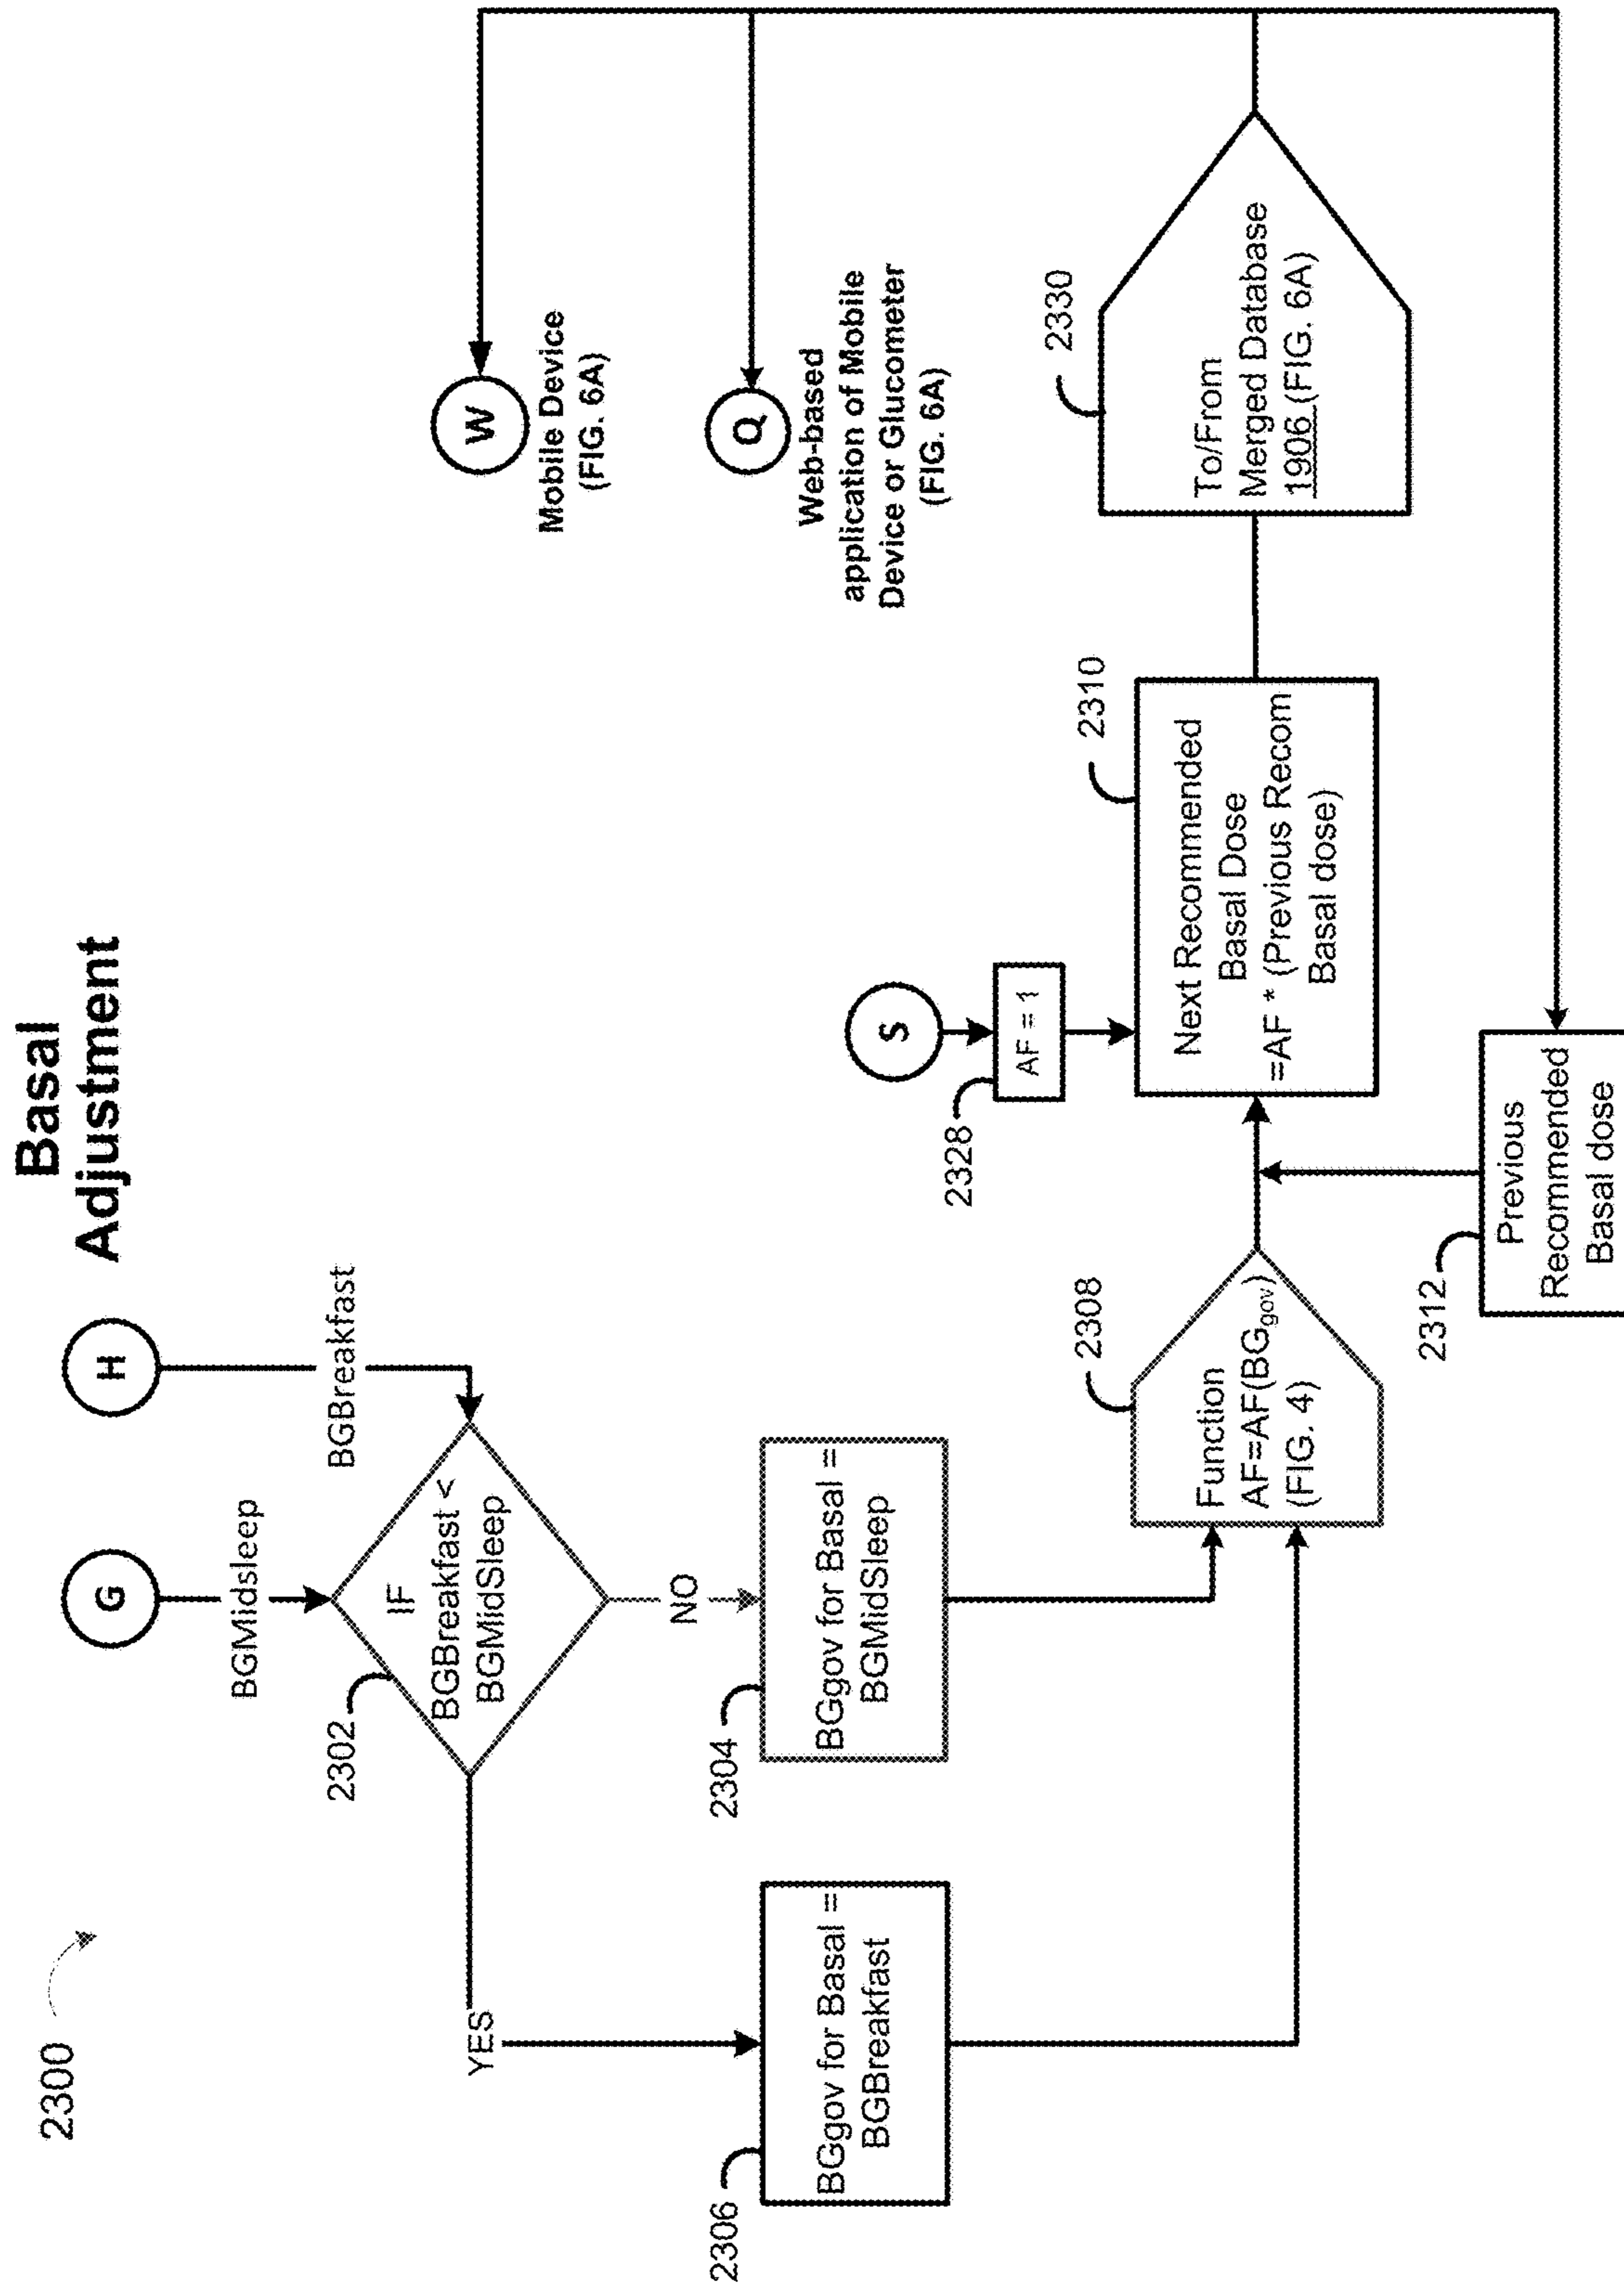 2300
Basal
Adjustment
G
H
BGMidsleep
BGBreakfast
2302
IF
BGBreakfast <
BGMidSleep
YES
NO
W
Mobile Device
(FIG. 6A)
2306
BGgov for Basal =
BGBreakfast
2304
BGgov for Basal =
BGMidSleep
Q
Web-based
application of Mobile
Device or Glucometer
(FIG. 6A)
S
2328
AF = 1
2308
Function
AF=AF(BGgov)
(FIG. 4)
2310
Next Recommended
Basal Dose
=AF * (Previous Recom
Basal dose)
2330
To/From
Merged Database
1906 (FIG. 6A)
2312
Previous
Recommended
Basal dose